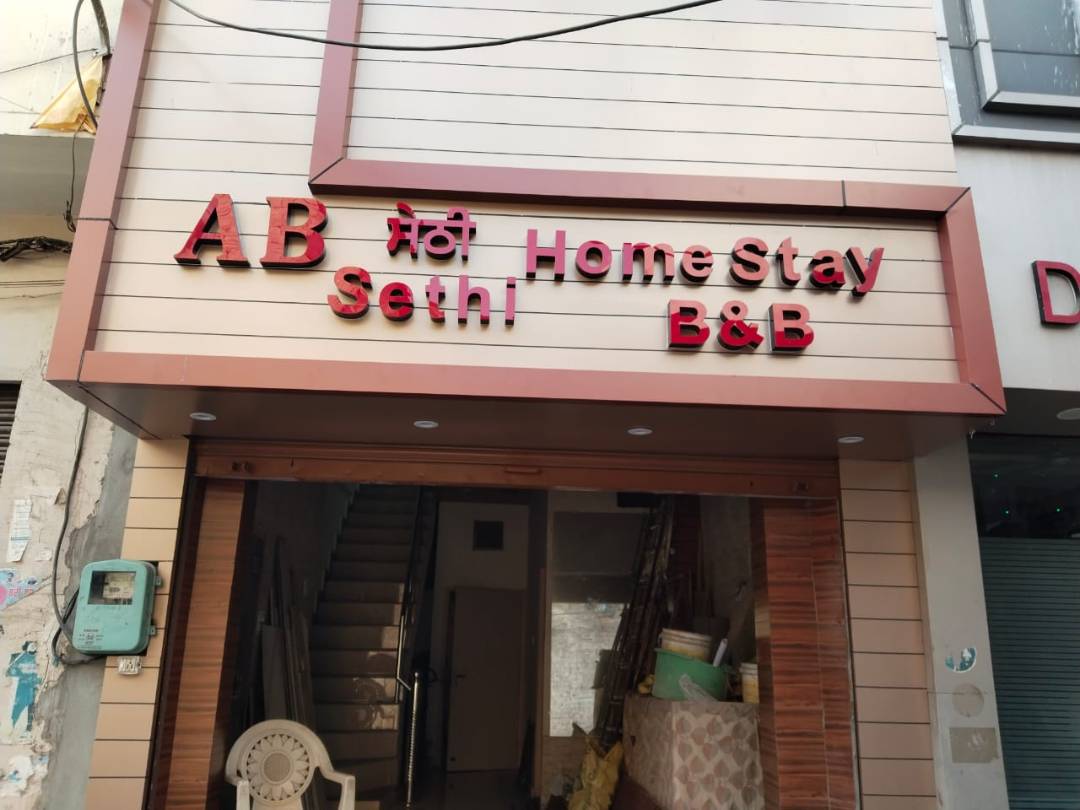 AB ਸੇਠੀ Home Stay
Sethi B&B
D